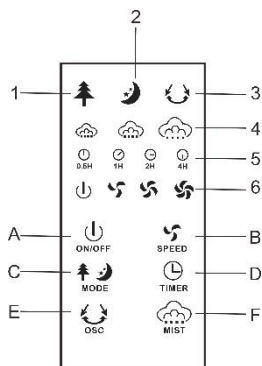 2
1
3
4
0.5H 1H 2H 4H
5
6
A
ON/OFF
SPEED
B
C
MODE
TIMER
D
E
OSC
MIST
F